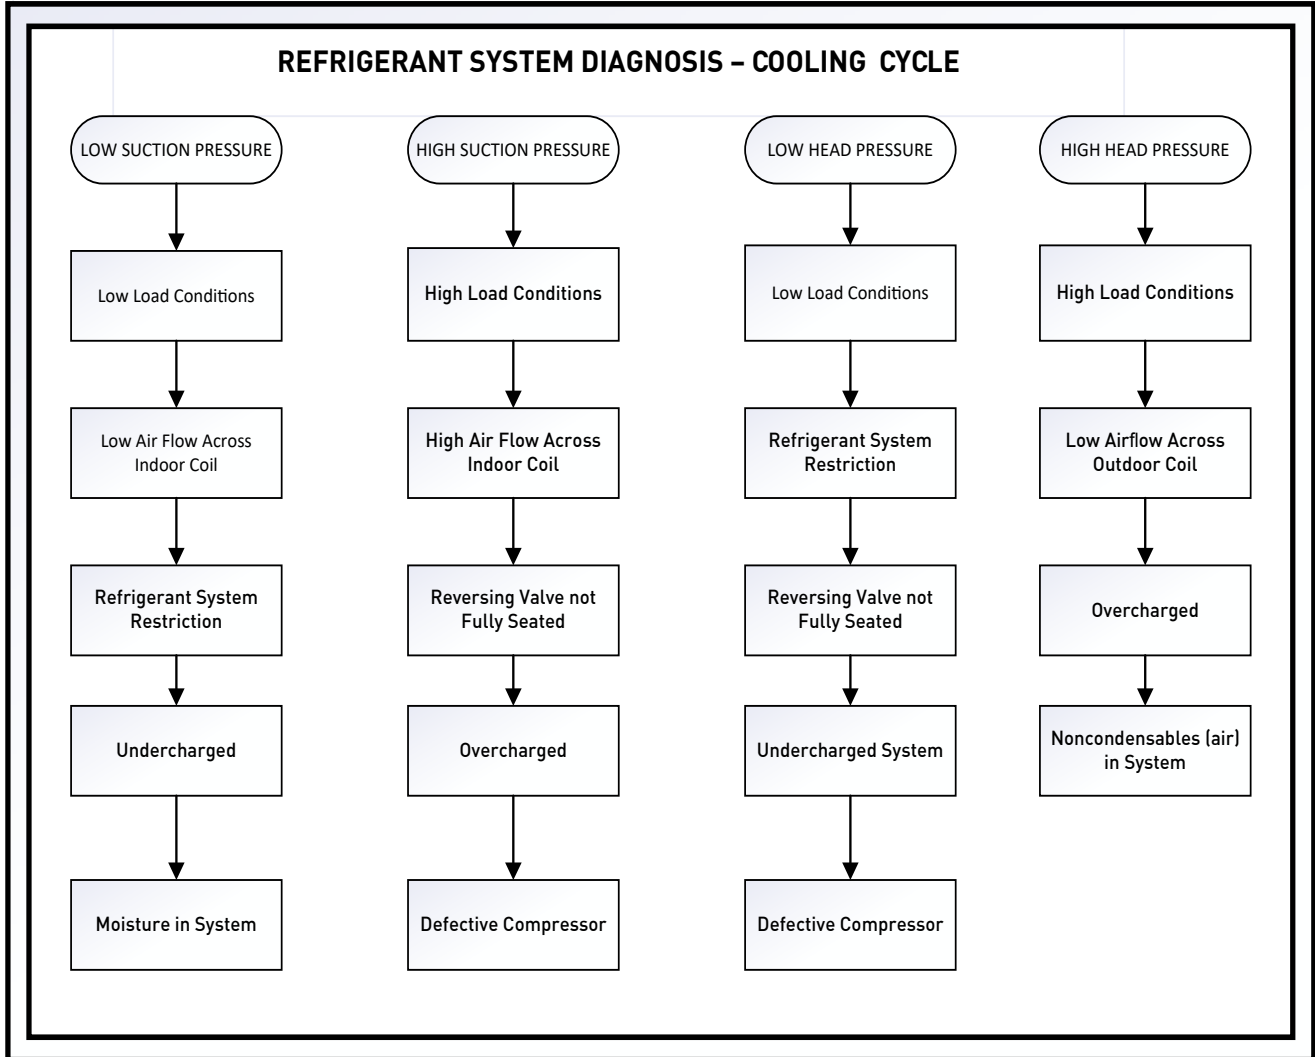 REFRIGERANT SYSTEM DIAGNOSIS – COOLING CYCLE
LOW SUCTION PRESSURE
Low Load Conditions
Low Air Flow Across
Indoor Coil
Refrigerant System
Restriction
Undercharged
Moisture in System
HIGH SUCTION PRESSURE
High Load Conditions
High Air Flow Across
Indoor Coil
Reversing Valve not
Fully Seated
Overcharged
Defective Compressor
LOW HEAD PRESSURE
Low Load Conditions
Refrigerant System
Restriction
Reversing Valve not
Fully Seated
Undercharged System
Defective Compressor
HIGH HEAD PRESSURE
High Load Conditions
Low Airflow Across
Outdoor Coil
Overcharged
Noncondensables (air)
in System